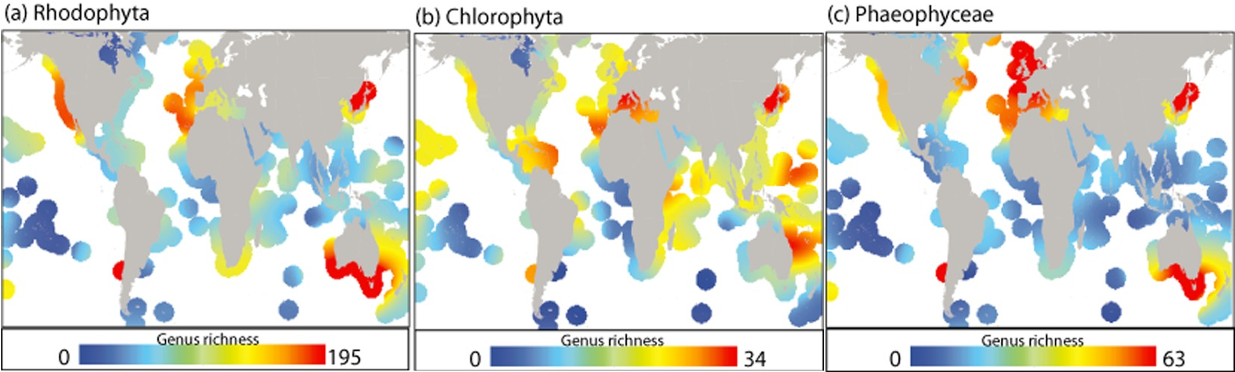 (a) Rhodophyta
(b) Chlorophyta
(c) Phaeophyceae
Genus richness
0 195
Genus richness
0 34
Genus richness
0 63